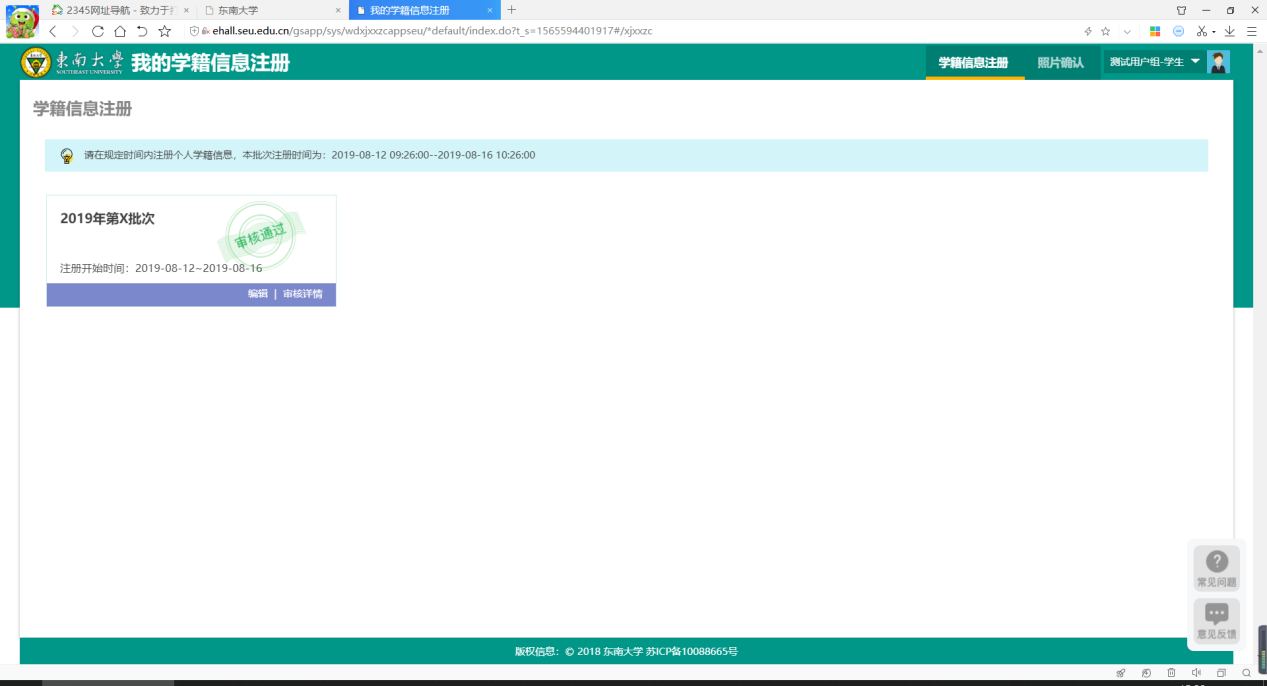 2345网址导航 - 致力于打
东南大学
我的学籍信息注册
ehall.seu.edu.cn/gsapp/sys/wdxjxxzcappseu/*default/index.do?t_s=1565594401917#/xjxxzc
东南大学
SOUTHEAST UNIVERSITY
我的学籍信息注册
学籍信息注册
照片确认
测试用户组-学生
学籍信息注册
请在规定时间内注册个人学籍信息，本批次注册时间为：2019-08-12 09:26:00--2019-08-16 10:26:00
2019年第X批次
审核通过
注册开始时间：2019-08-12~2019-08-16
编辑 | 审核详情
常见问题
意见反馈
版权信息：© 2018 东南大学 苏ICP备10088665号